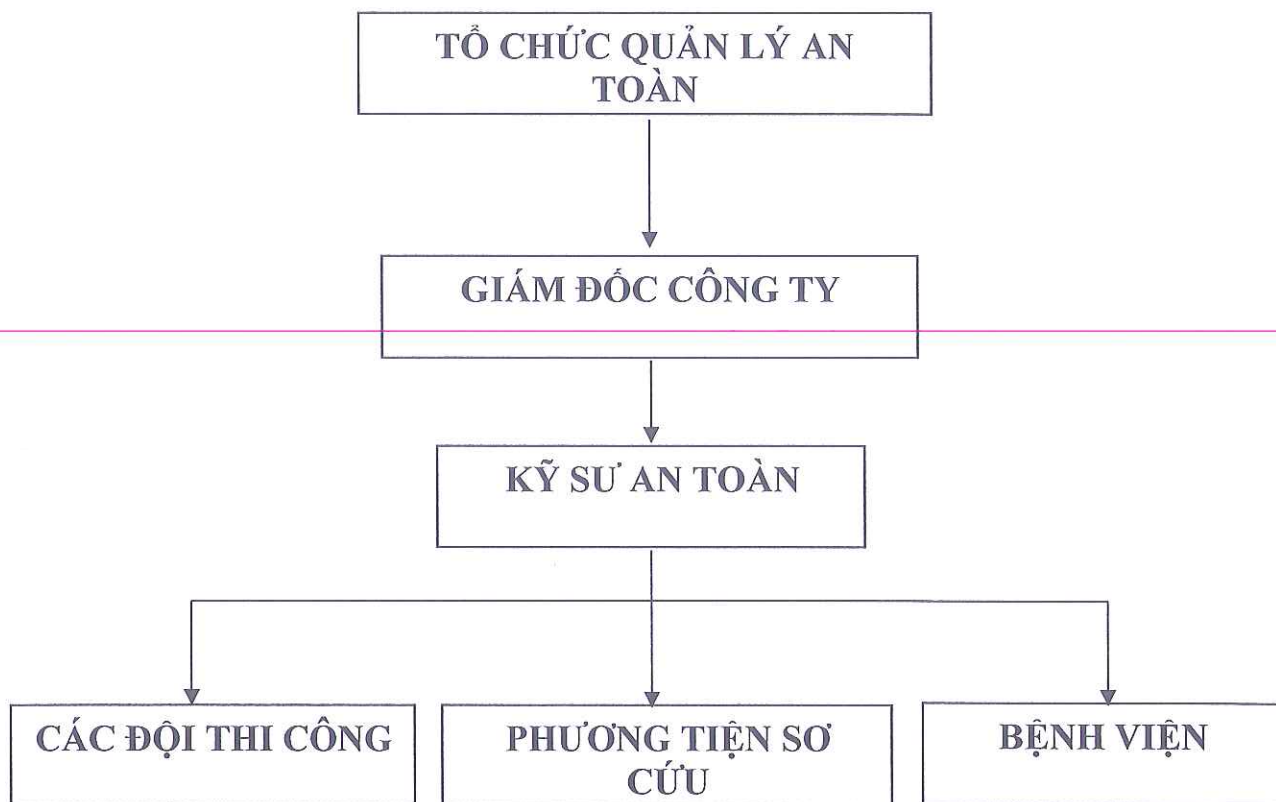 TỔ CHỨC QUẢN LÝ AN
TOÀN
GIÁM ĐỐC CÔNG TY
KỸ SƯ AN TOÀN
CÁC ĐỘI THI CÔNG
PHƯƠNG TIỆN SƠ
CỨU
BỆNH VIỆN